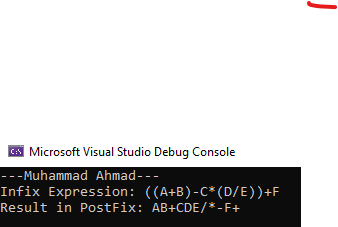 Microsoft Visual Studio Debug Console
---Muhammad Ahmad---
Infix Expression: ((A+B)-C*(D/E))+F
Result in PostFix: AB+CDE/*-F+